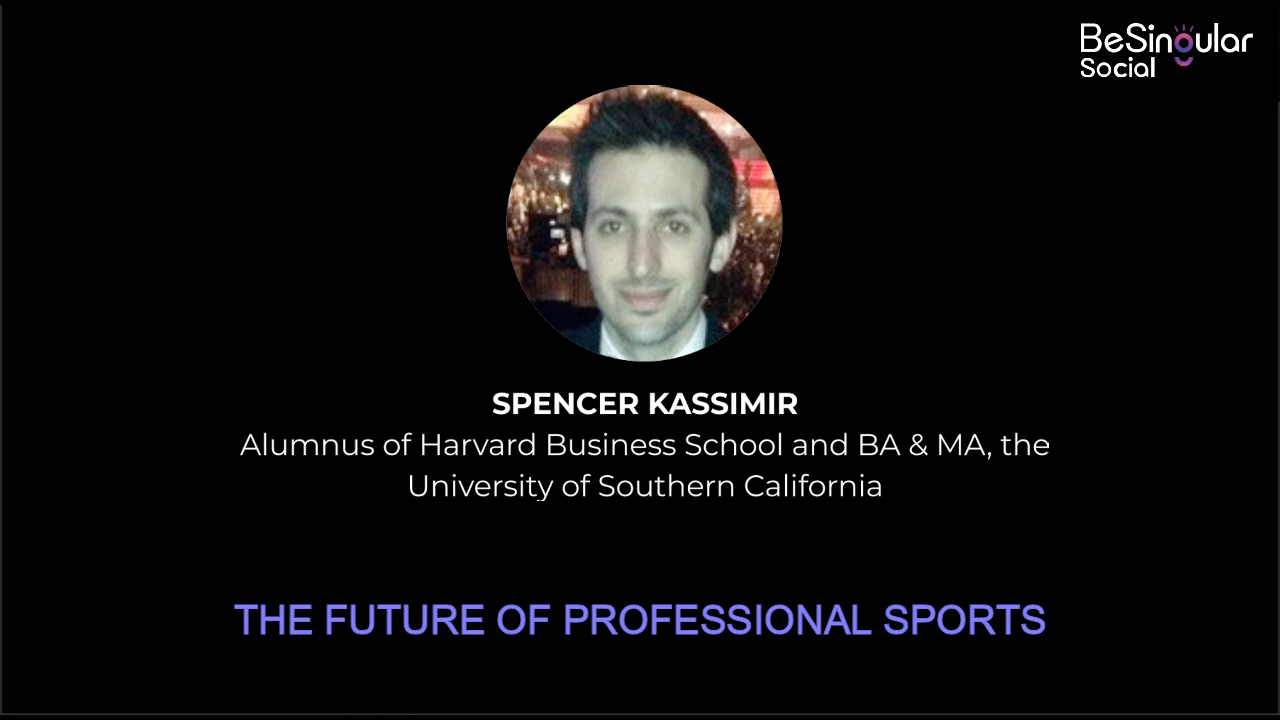 BeSingular
Social
SPENCER KASSIMIR
Alumnus of Harvard Business School and BA & MA, the
University of Southern California
THE FUTURE OF PROFESSIONAL SPORTS